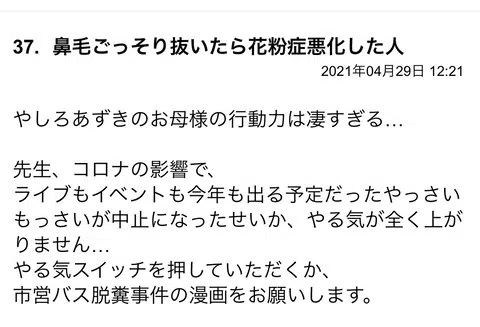 37. 鼻毛ごっそり抜いたら花粉症悪化した人
2021年04月29日 12:21
やしろあずきのお母様の行動力は凄すぎる…
先生、コロナの影響で、
ライブもイベントも今年も出る予定だったやっさい
もっさいが中止になったせいか、やる気が全く上が
りません…
やる気スイッチを押していただくか、
市営バス脱糞事件の漫画をお願いします。